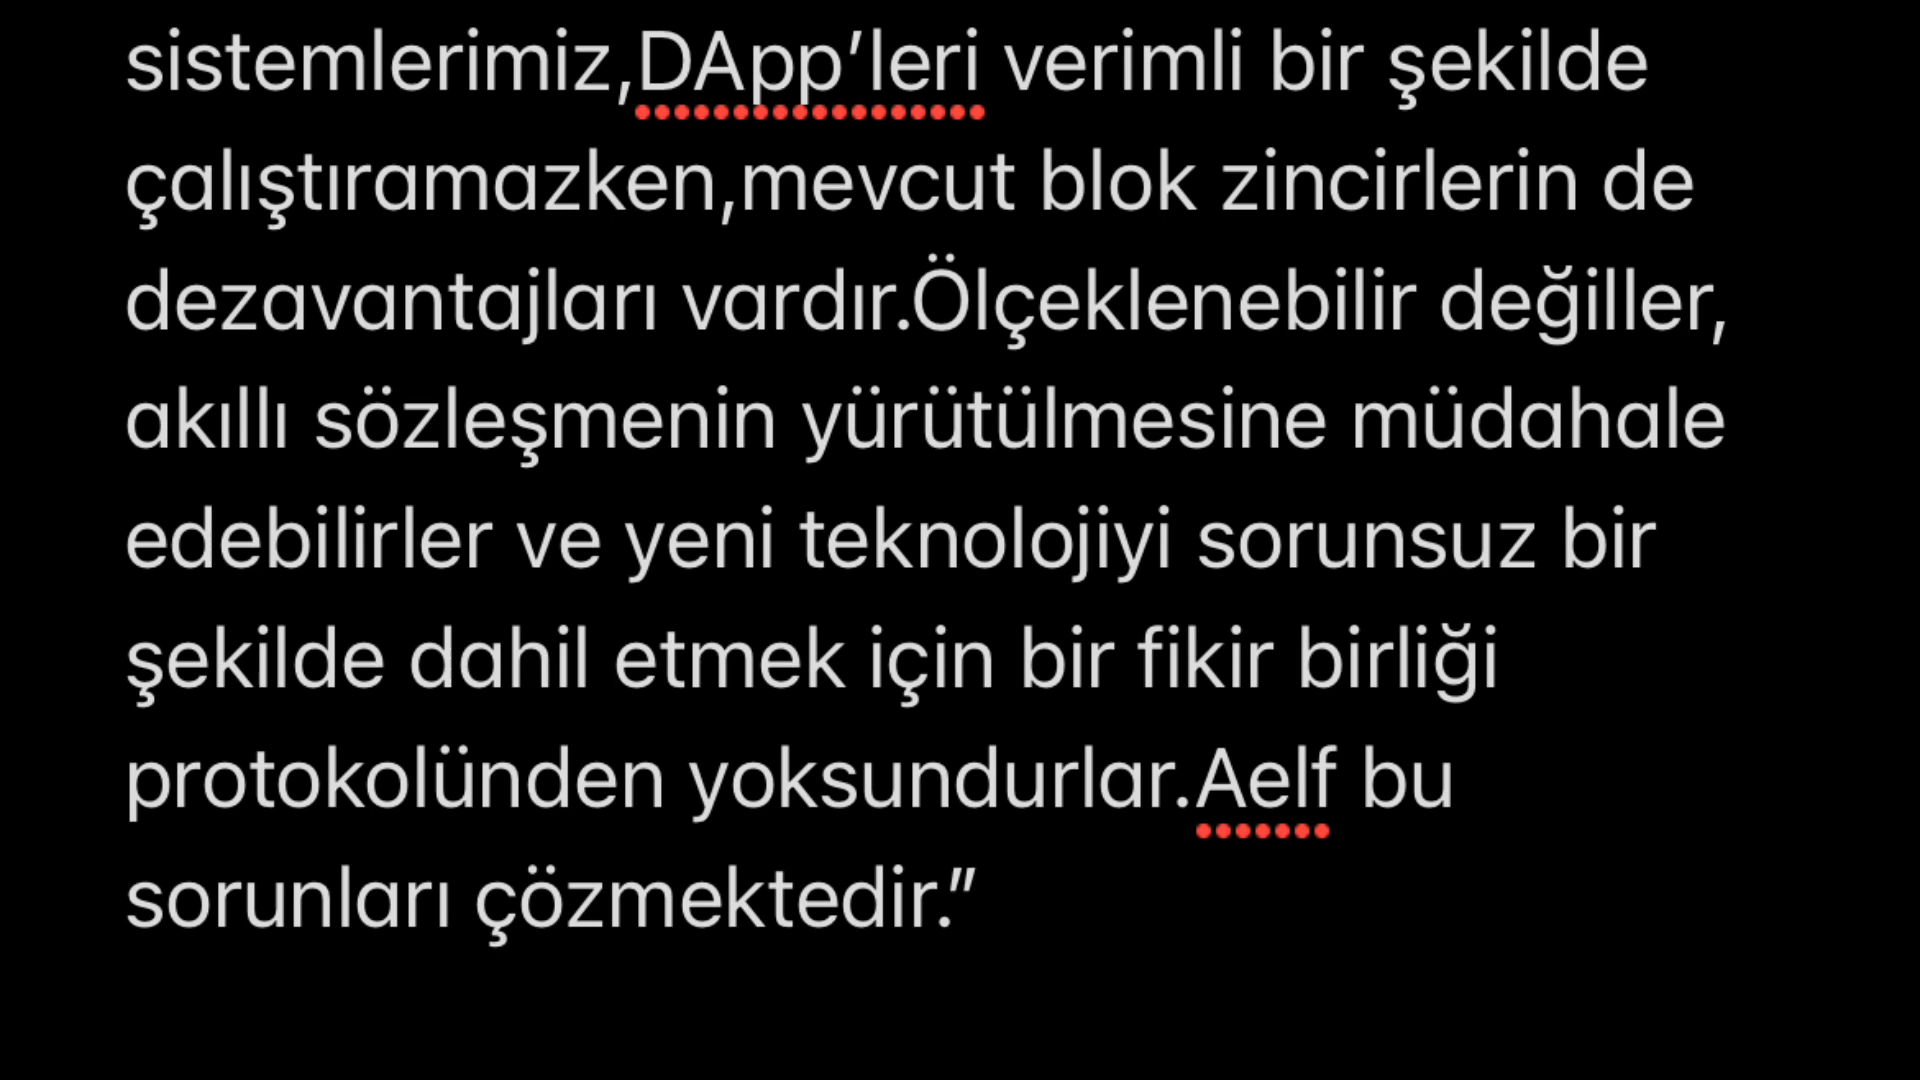 sistemlerimiz,DApp’leri verimli bir şekilde
çalıştıramazken,mevcut blok zincirlerin de
dezavantajları vardır.Ölçeklenebilir değiller,
akıllı sözleşmenin yürütülmesine müdahale
edebilirler ve yeni teknolojiyi sorunsuz bir
şekilde dahil etmek için bir fikir birliği
protokolünden yoksundurlar.Aelf bu
sorunları çözmektedir.”